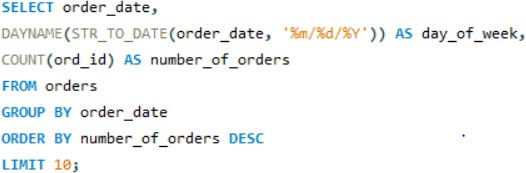 SELECT order_date,
DAYNAME(STR_TO_DATE(order_date, '%m/%d/%Y')) AS day_of_week,
COUNT(ord_id) AS number_of_orders
FROM orders
GROUP BY order_date
ORDER BY number_of_orders DESC
LIMIT 10;